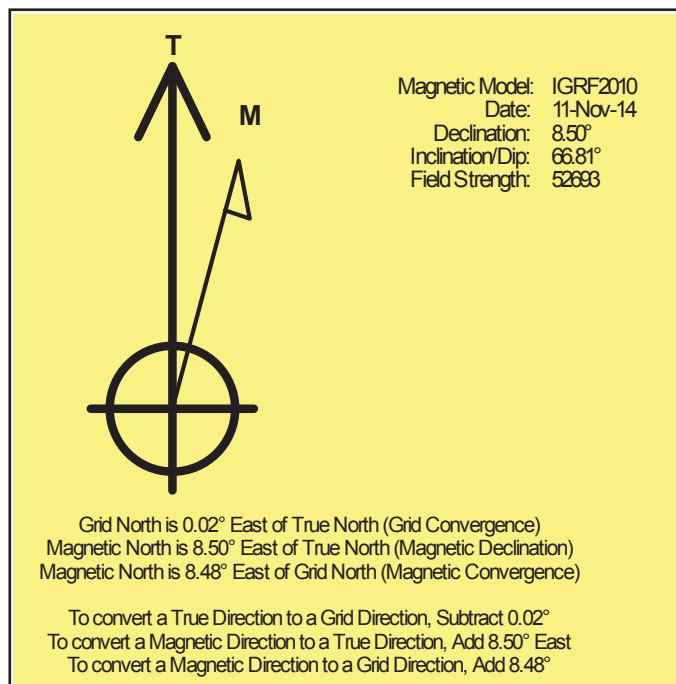 T
M
Magnetic Model: IGRF2010
Date: 11-Nov-14
Declination: 8.50°
Inclination/Dip: 66.81°
Field Strength: 52693
Grid North is 0.02° East of True North (Grid Convergence)
Magnetic North is 8.50° East of True North (Magnetic Declination)
Magnetic North is 8.48° East of Grid North (Magnetic Convergence)
To convert a True Direction to a Grid Direction, Subtract 0.02°
To convert a Magnetic Direction to a True Direction, Add 8.50° East
To convert a Magnetic Direction to a Grid Direction, Add 8.48°